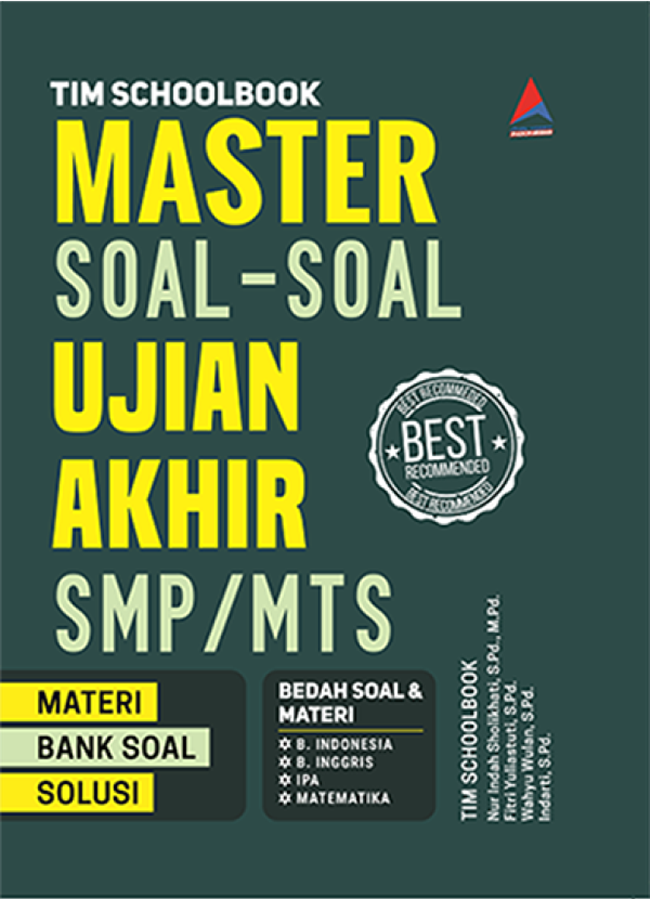 TIM SCHOOLBOOK
MASTER
SOAL-SOAL
UJIAN
AKHIR
SMP/MTS
BEST RECOMMEDED
BEST
RECOMMENDED
BEST RECOMMENDED
MATERI
BANK SOAL
SOLUSI
BEDAH SOAL &
MATERI
B. INDONESIA
B. INGGRIS
IPA
MATEMATIKA
TIM SCHOOLBOOK
Nur Indah Sholikhati, S.Pd., M.Pd.
Fitri Yuliastuti, S.Pd.
Wahyu Wulan, S.Pd.
Indarti, S.Pd.